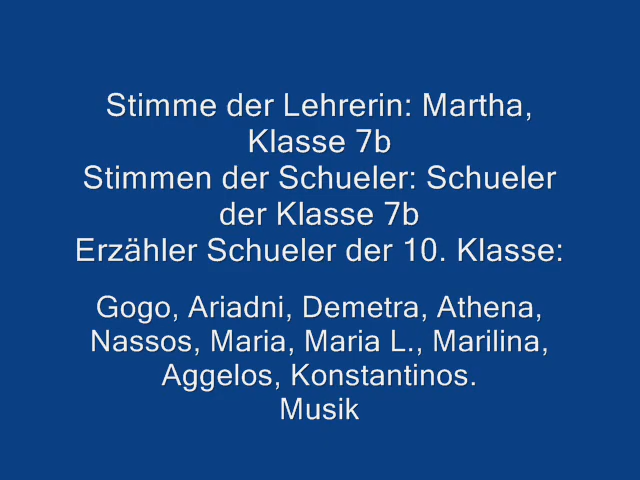 Stimme der Lehrerin: Martha,
Klasse 7b
Stimmen der Schueler: Schueler
der Klasse 7b
Erzähler Schueler der 10. Klasse:
Gogo, Ariadni, Demetra, Athena,
Nassos, Maria, Maria L., Marilina,
Aggelos, Konstantinos.
Musik